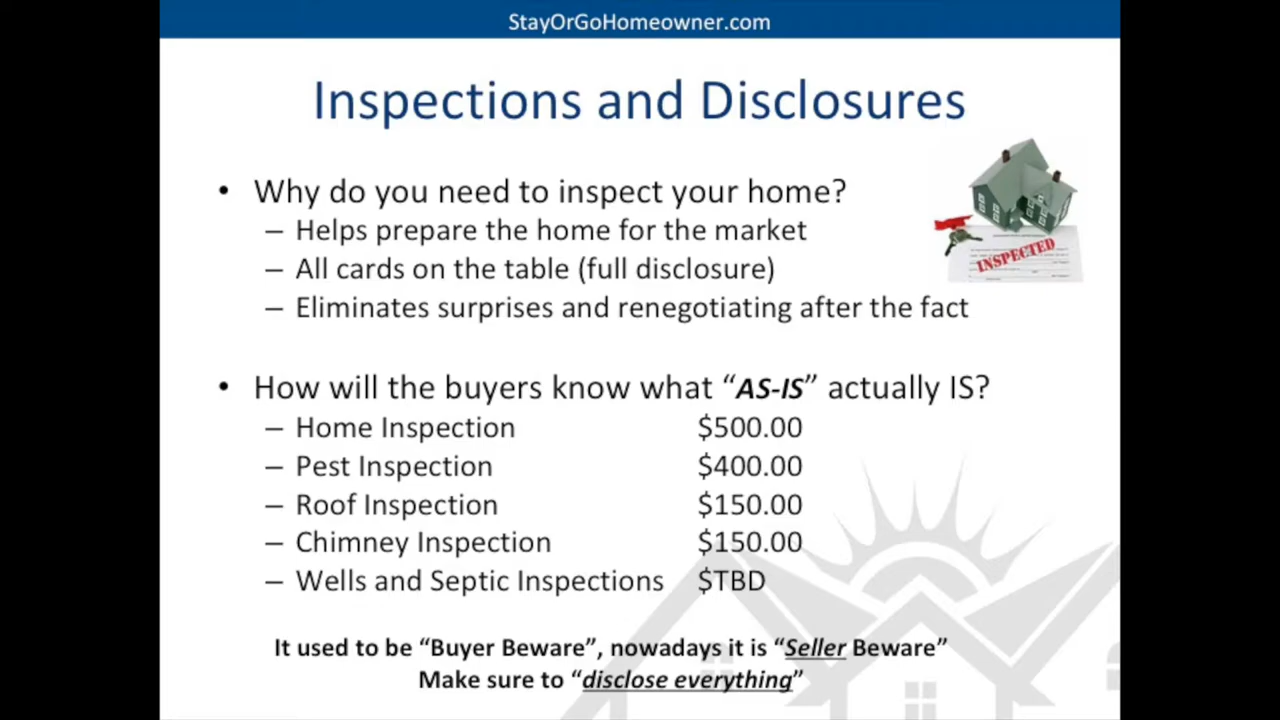 StayOrGoHomeowner.com
Inspections and Disclosures
• Why do you need to inspect your home?
– Helps prepare the home for the market
– All cards on the table (full disclosure)
– Eliminates surprises and renegotiating after the fact
INSPECTED
• How will the buyers know what “AS-IS” actually IS?
– Home Inspection $500.00
– Pest Inspection $400.00
– Roof Inspection $150.00
– Chimney Inspection $150.00
– Wells and Septic Inspections $TBD
It used to be “Buyer Beware”, nowadays it is “Seller Beware”
Make sure to “disclose everything”